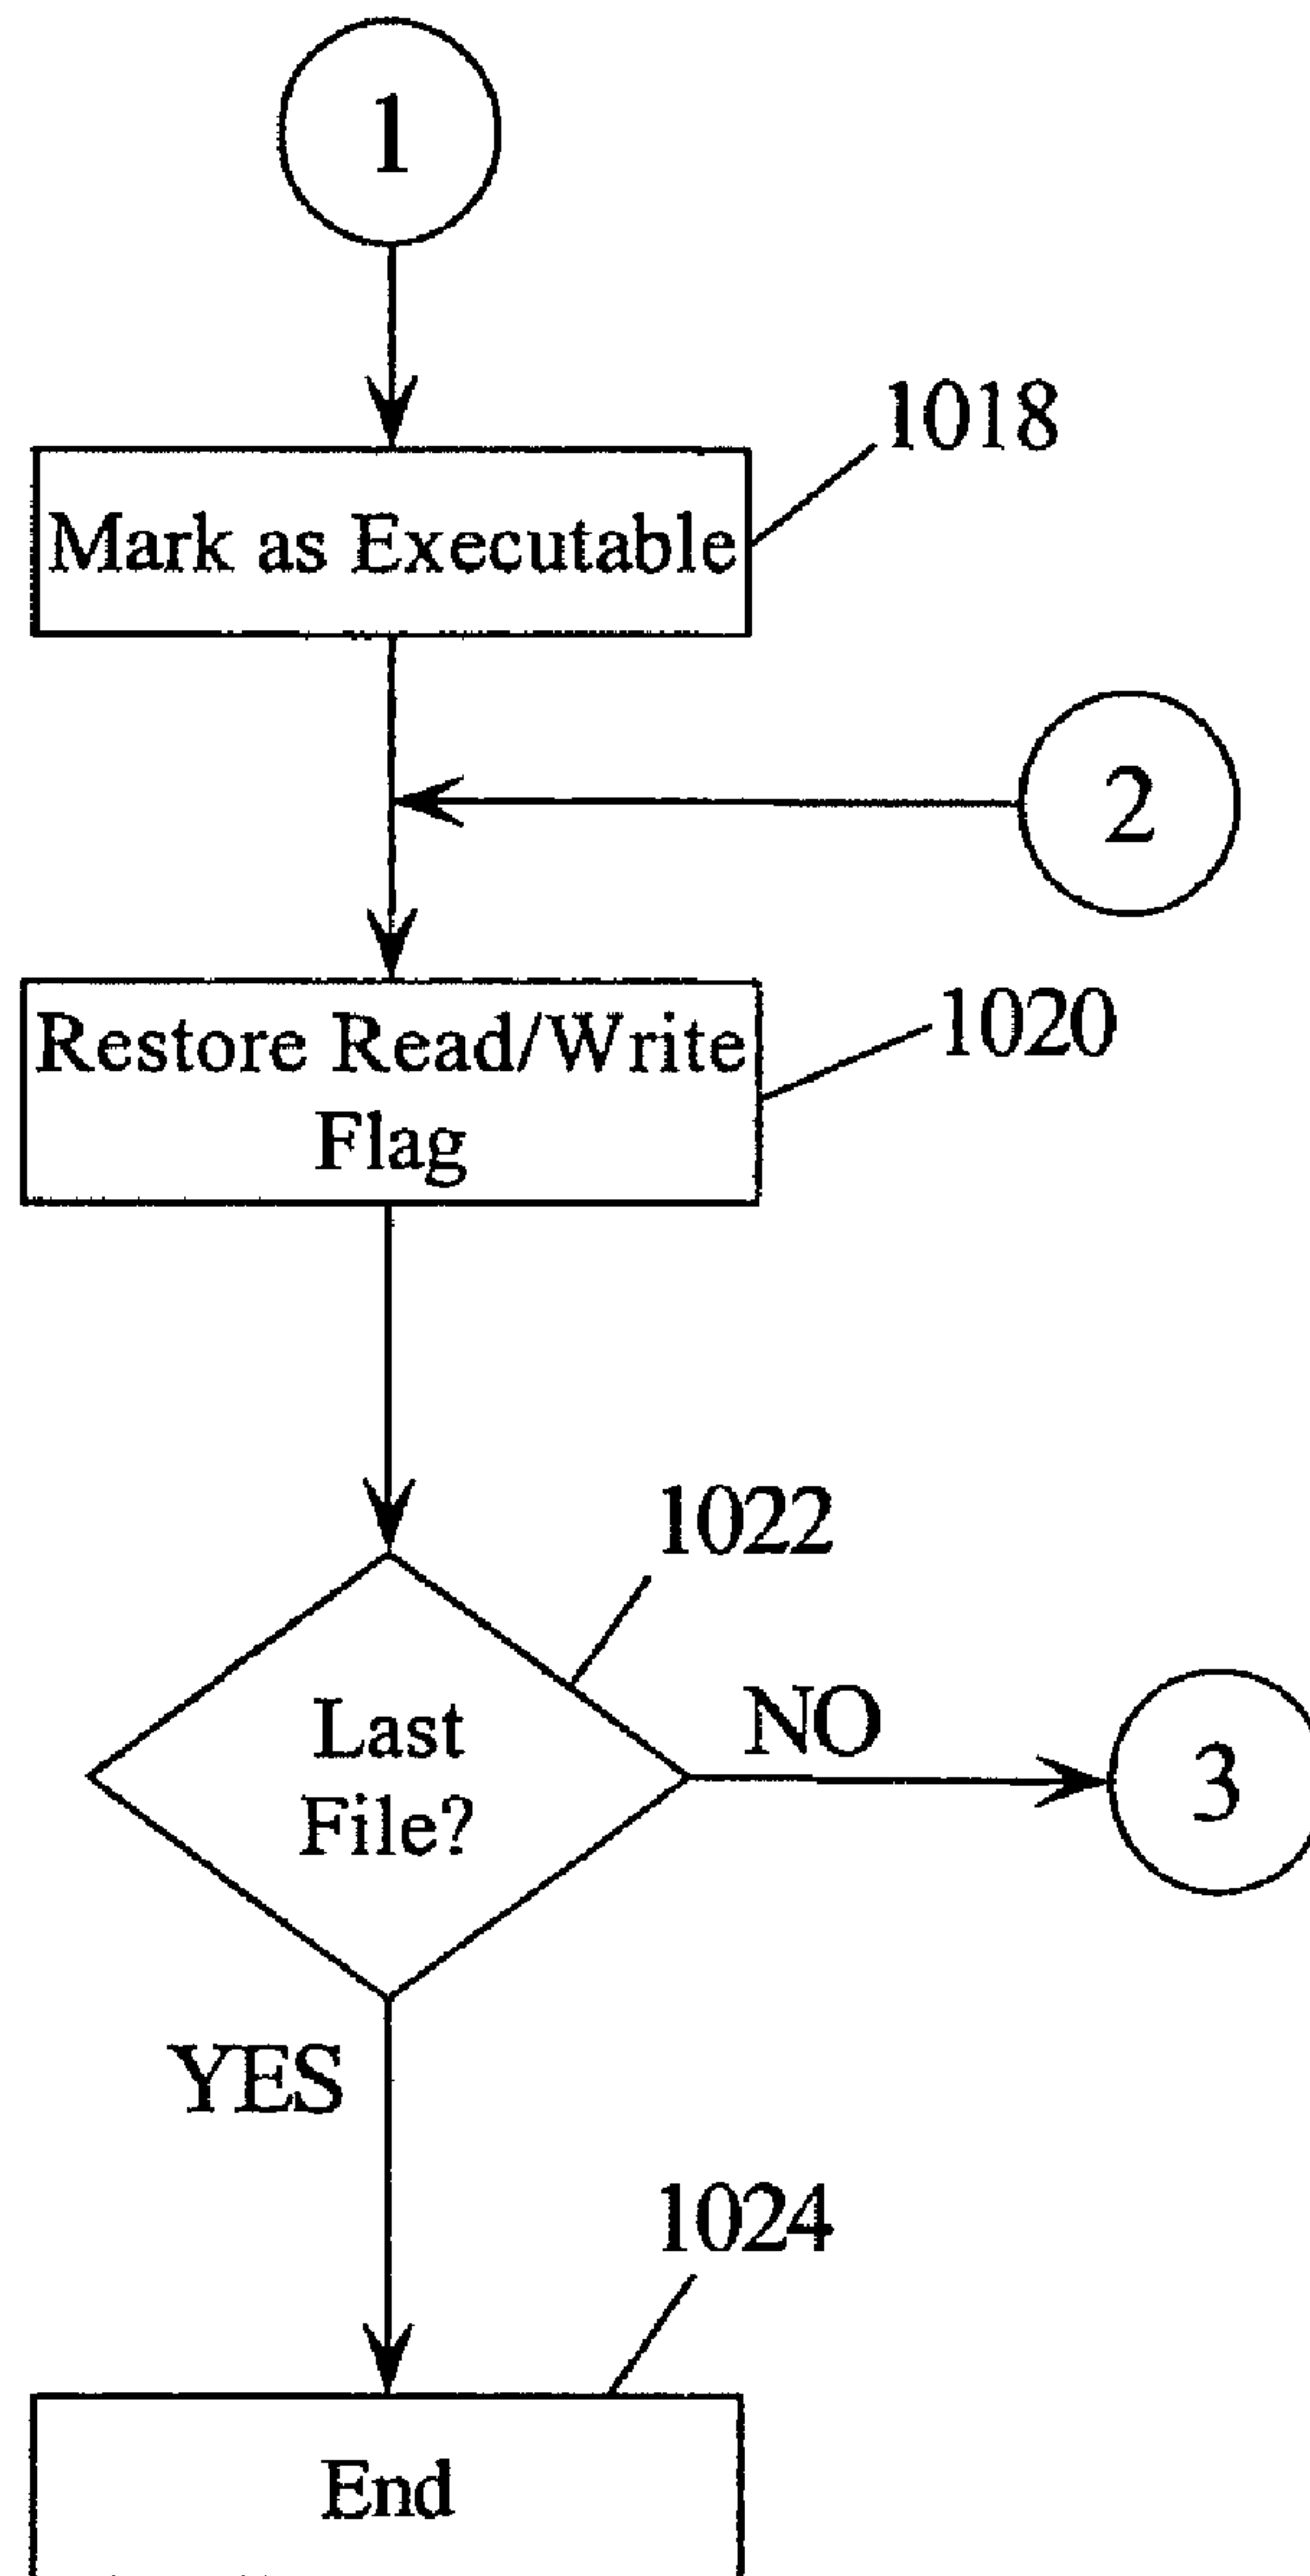 1
1018
Mark as Executable
2
1020
Restore Read/Write
Flag
1022
Last
File?
NO
3
YES
1024
End